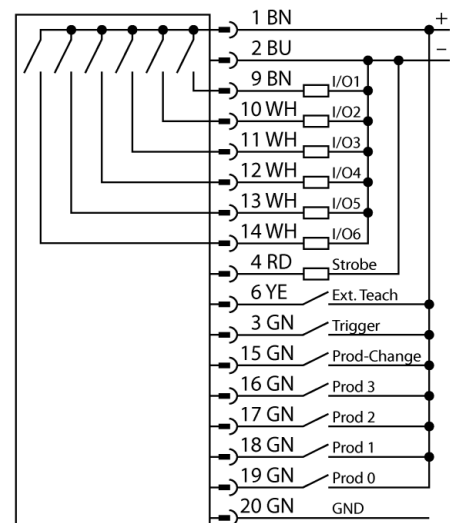 1 BN +
2 BU −
9 BN I/O1
10 WH I/O2
11 WH I/O3
12 WH I/O4
13 WH I/O5
14 WH I/O6
4 RD Strobe
6 YE Ext. Teach
3 GN Trigger
15 GN Prod-Change
16 GN Prod 3
17 GN Prod 2
18 GN Prod 1
19 GN Prod 0
20 GN GND